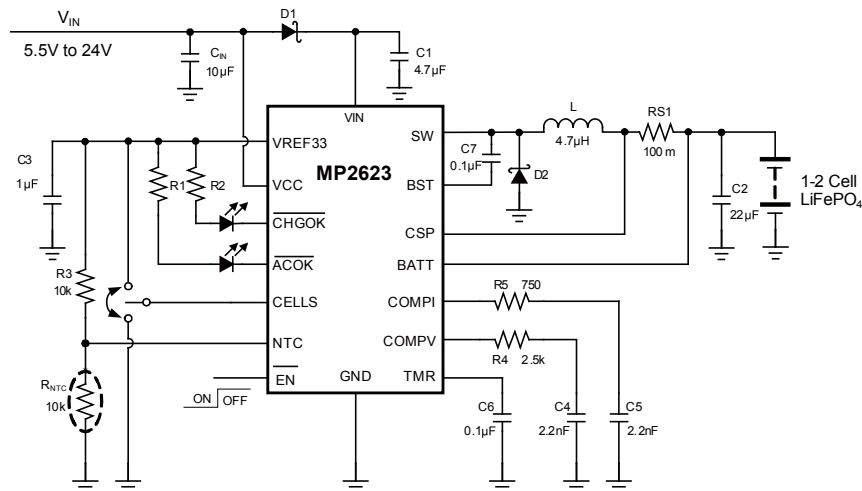 V_IN
5.5V to 24V
C_IN
10µF
D1
C1
4.7µF
VIN
MP2623
VREF33
VCC
CHGOK
ACOK
CELLS
NTC
EN
GND
SW
BST
CSP
BATT
COMPI
COMPV
TMR
C3
1µF
R1
R2
R3
10k
R_NTC
10k
ON
OFF
C7
0.1µF
D2
L
4.7µH
RS1
100 m
C2
22µF
1-2 Cell
LiFePO₄
R5 750
R4 2.5k
C6
0.1µF
C4
2.2nF
C5
2.2nF